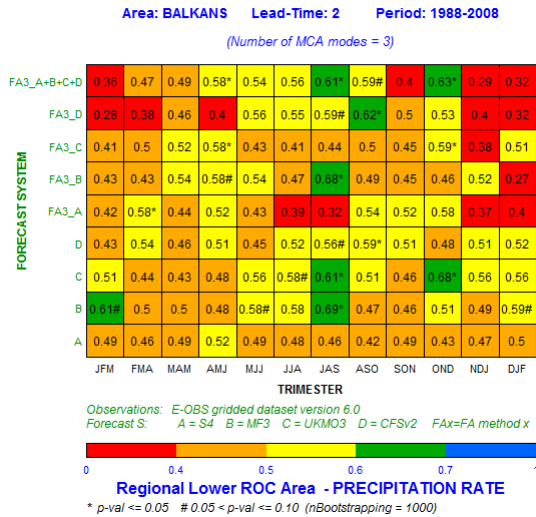 Area: BALKANS Lead-Time: 2 Period: 1988-2008
(Number of MCA modes = 3)
FORECAST SYSTEM
FA3_A+B+C+D 0.36 0.47 0.49 0.58* 0.54 0.56 0.61* 0.59# 0.4 0.63* 0.29 0.32
FA3_D 0.28 0.38 0.46 0.4 0.56 0.55 0.59# 0.62* 0.5 0.53 0.4 0.32
FA3_C 0.41 0.5 0.52 0.58* 0.43 0.41 0.44 0.5 0.45 0.59* 0.38 0.51
FA3_B 0.43 0.43 0.54 0.58# 0.54 0.47 0.68* 0.49 0.45 0.46 0.52 0.27
FA3_A 0.42 0.58* 0.44 0.52 0.43 0.39 0.32 0.54 0.52 0.58 0.37 0.4
D 0.43 0.54 0.46 0.51 0.45 0.52 0.56# 0.59* 0.51 0.48 0.51 0.52
C 0.51 0.44 0.43 0.48 0.56 0.58# 0.61* 0.51 0.46 0.68* 0.56 0.56
B 0.61# 0.5 0.5 0.48 0.58# 0.58 0.69* 0.47 0.46 0.51 0.49 0.59#
A 0.49 0.46 0.49 0.52 0.49 0.48 0.46 0.42 0.49 0.43 0.47 0.5
JFM FMA MAM AMJ MJJ JJA JAS ASO SON OND NDJ DJF
TRIMESTER
Observations: E-OBS gridded dataset version 6.0
Forecast S: A = S4 B = MF3 C = UKMO3 D = CFSv2 FAx=FA method x
0 0.4 0.5 0.6 0.7 1
Regional Lower ROC Area - PRECIPITATION RATE
* p-val <= 0.05 # 0.05 < p-val <= 0.10 (nBootstrapping = 1000)